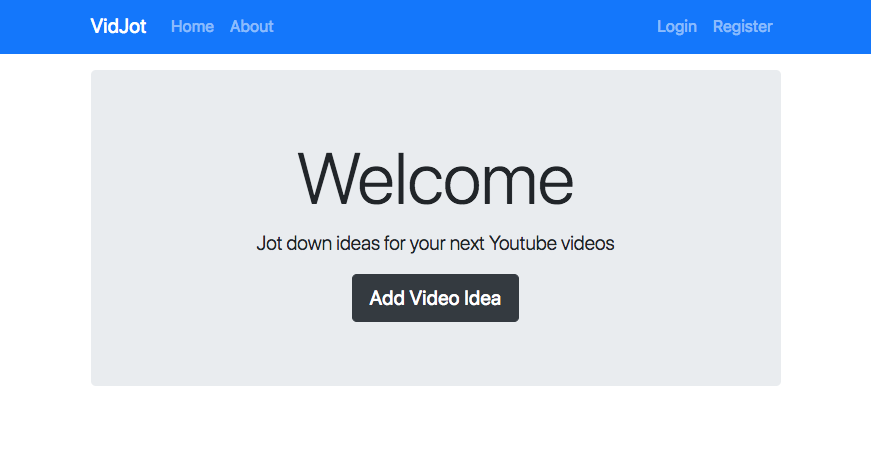 VidJot Home About Login Register
Welcome
Jot down ideas for your next Youtube videos
Add Video Idea